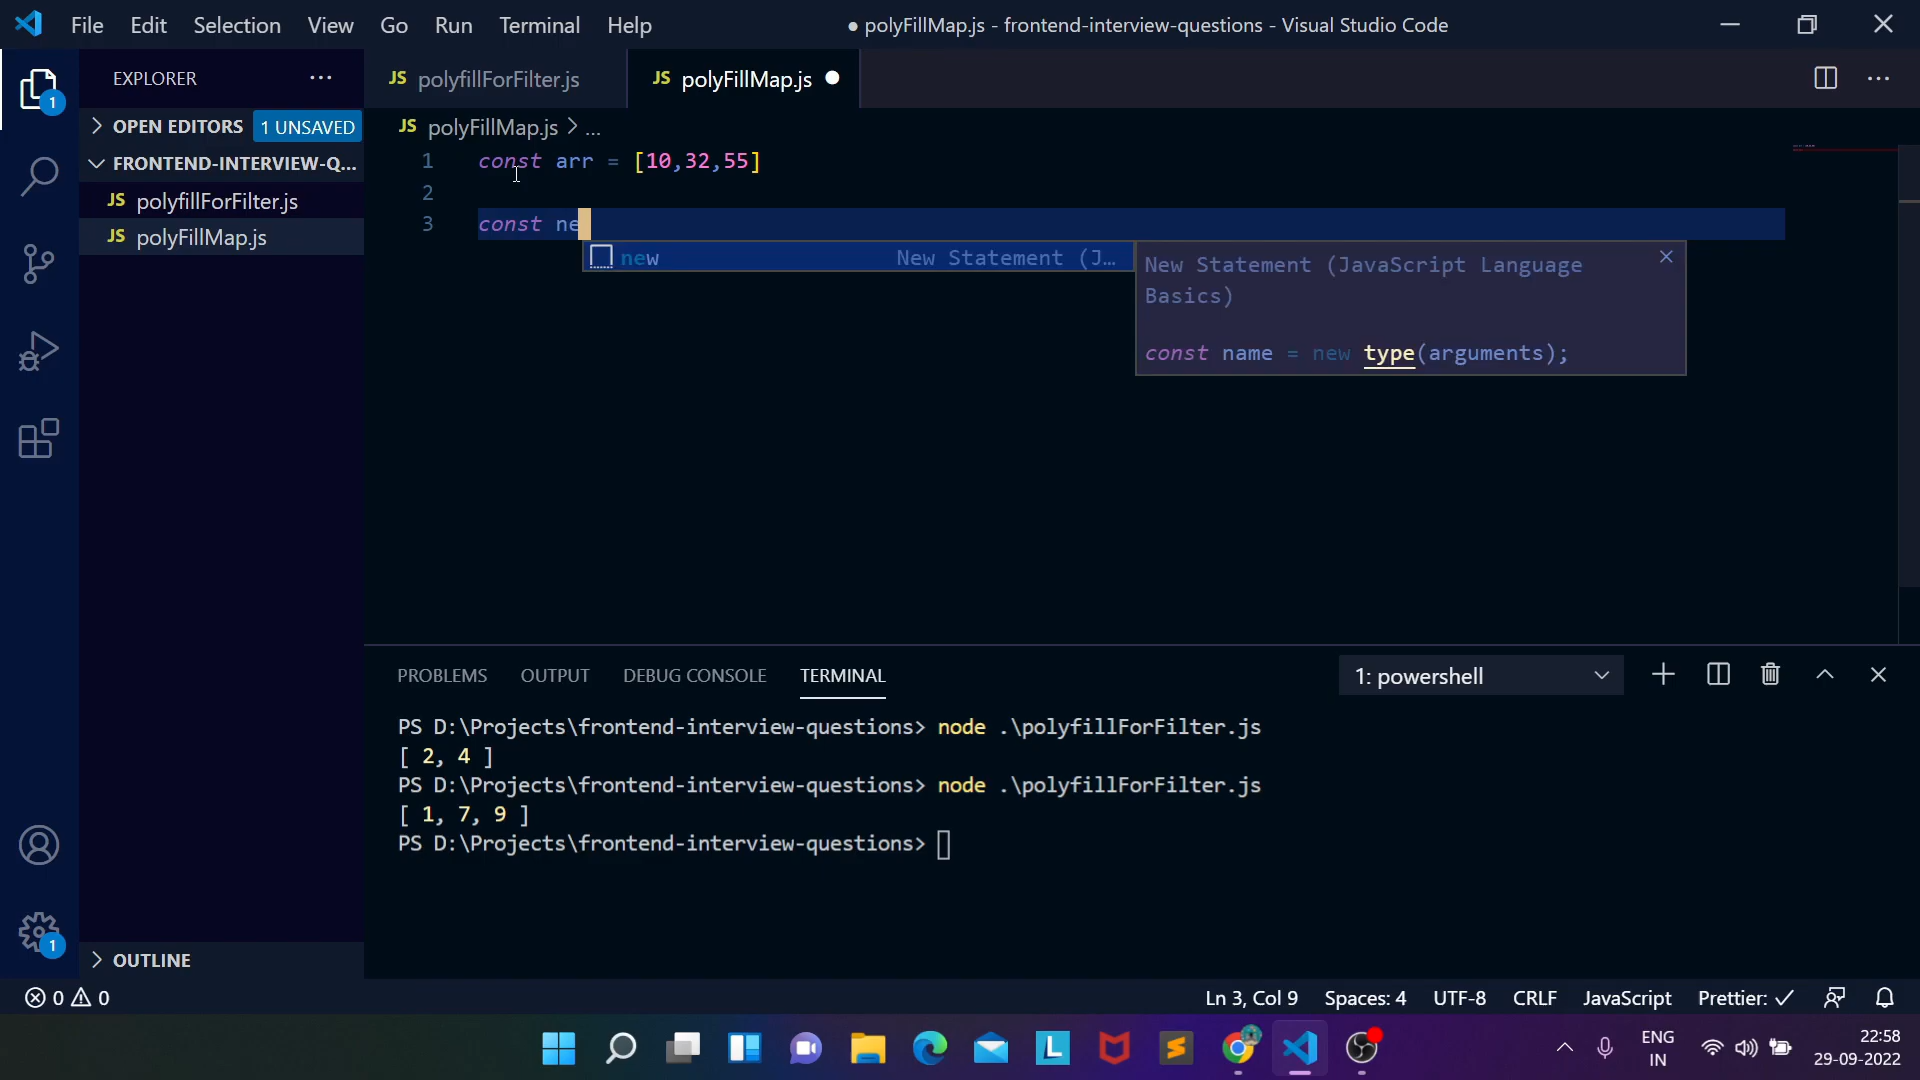 File Edit Selection View Go Run Terminal Help
● polyFillMap.js - frontend-interview-questions - Visual Studio Code
EXPLORER ...
JS polyfillForFilter.js
JS polyFillMap.js ●
1
OPEN EDITORS 1 UNSAVED
JS polyFillMap.js > ...
FRONTEND-INTERVIEW-Q...
JS polyfillForFilter.js
JS polyFillMap.js
1 const arr = [10,32,55]
2
3 const ne
new New Statement (J...
New Statement (JavaScript Language
Basics)
const name = new type(arguments);
PROBLEMS OUTPUT DEBUG CONSOLE TERMINAL
1: powershell
PS D:\Projects\frontend-interview-questions> node .\polyfillForFilter.js
[ 2, 4 ]
PS D:\Projects\frontend-interview-questions> node .\polyfillForFilter.js
[ 1, 7, 9 ]
PS D:\Projects\frontend-interview-questions>
1
OUTLINE
0 0
Ln 3, Col 9 Spaces: 4 UTF-8 CRLF JavaScript Prettier: ✓
L
ENG
IN
22:58
29-09-2022